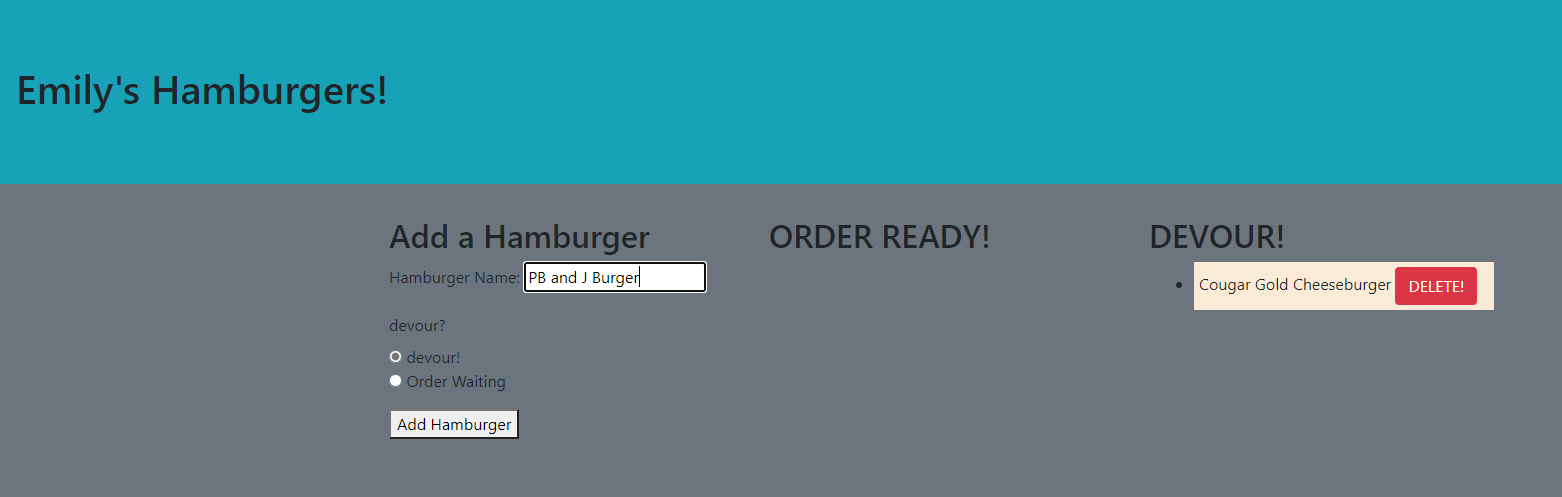 Emily's Hamburgers!
Add a Hamburger
Hamburger Name: PB and J Burger
devour?
devour!
Order Waiting
Add Hamburger
ORDER READY!
DEVOUR!
Cougar Gold Cheeseburger DELETE!